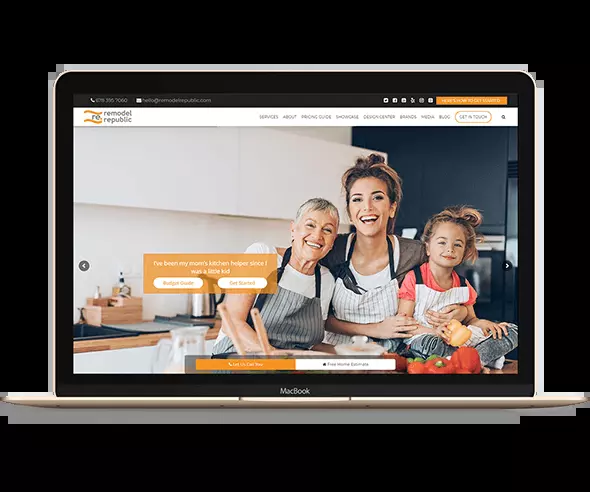 678 395 7060 hello@remodelrepublic.com HERE'S HOW TO GET STARTED
re: remodel
republic
SERVICES ABOUT PRICING GUIDE SHOWCASE DESIGN CENTER BRANDS MEDIA BLOG GET IN TOUCH
I've been my mum's kitchen helper since I
was a little kid
Budget Guide Get Started
Let Us Call You Free Home Estimate
MacBook